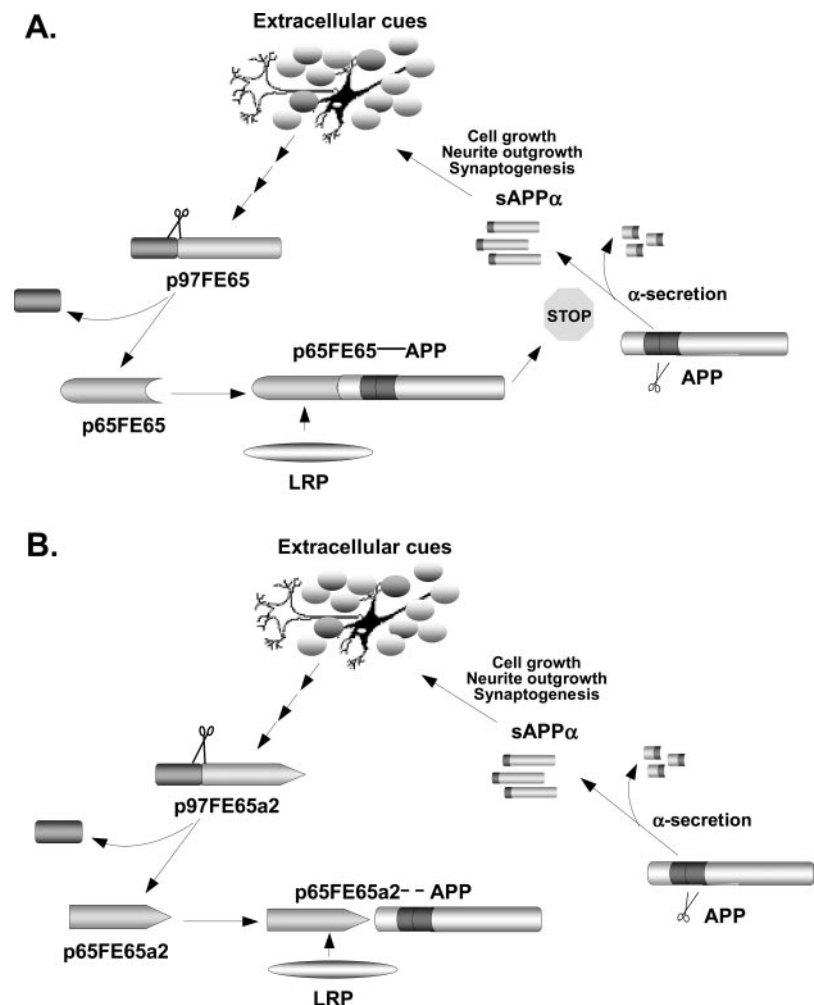 A.
Extracellular cues
Cell growth
Neurite outgrowth
Synaptogenesis
sAPPα
p97FE65
α-secretion
STOP
p65FE65—APP
APP
p65FE65
LRP
B.
Extracellular cues
Cell growth
Neurite outgrowth
Synaptogenesis
sAPPα
p97FE65a2
α-secretion
p65FE65a2-- APP
APP
p65FE65a2
LRP